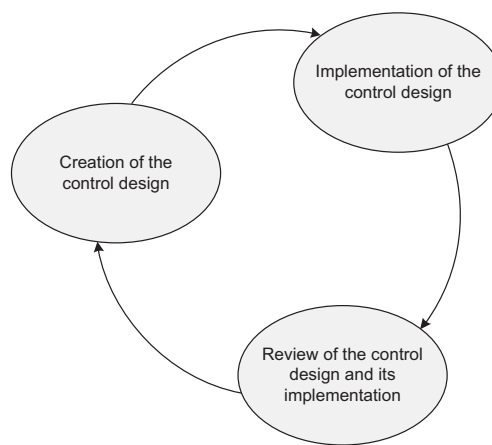 Implementation of the
control design
Creation of the
control design
Review of the control
design and its
implementation